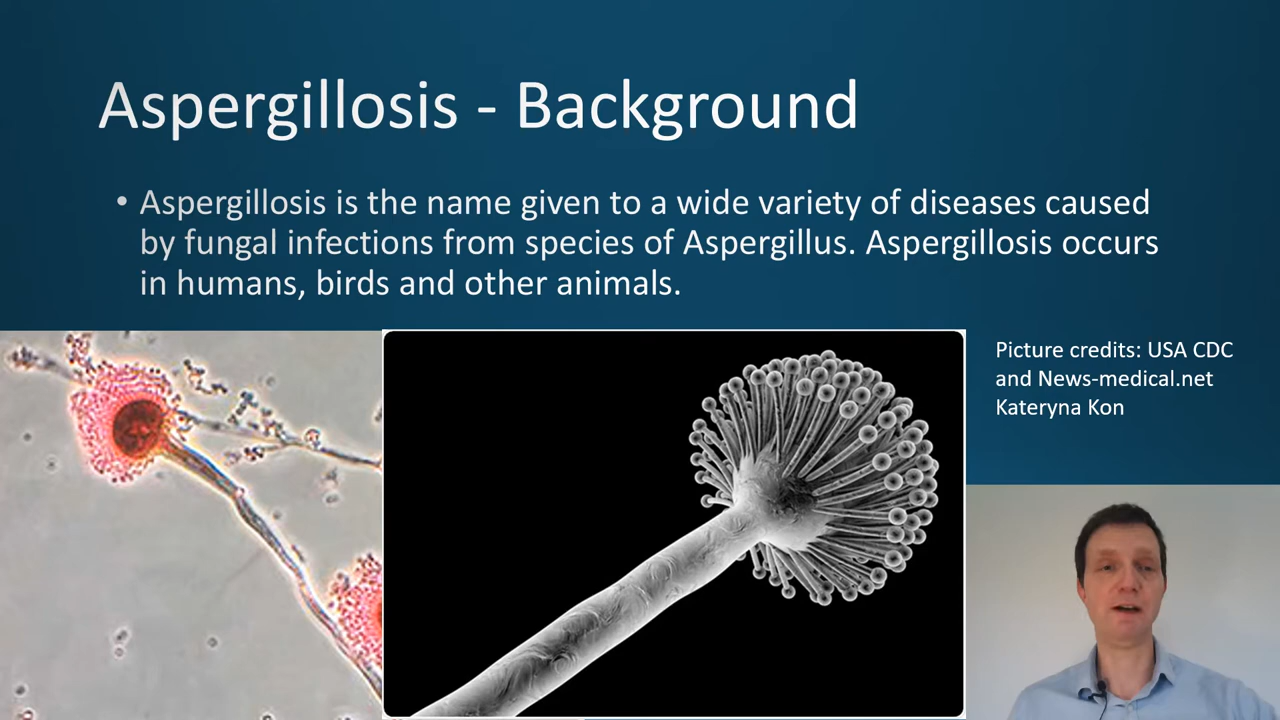 Aspergillosis - Background
• Aspergillosis is the name given to a wide variety of diseases caused
by fungal infections from species of Aspergillus. Aspergillosis occurs
in humans, birds and other animals.
Picture credits: USA CDC
and News-medical.net
Kateryna Kon